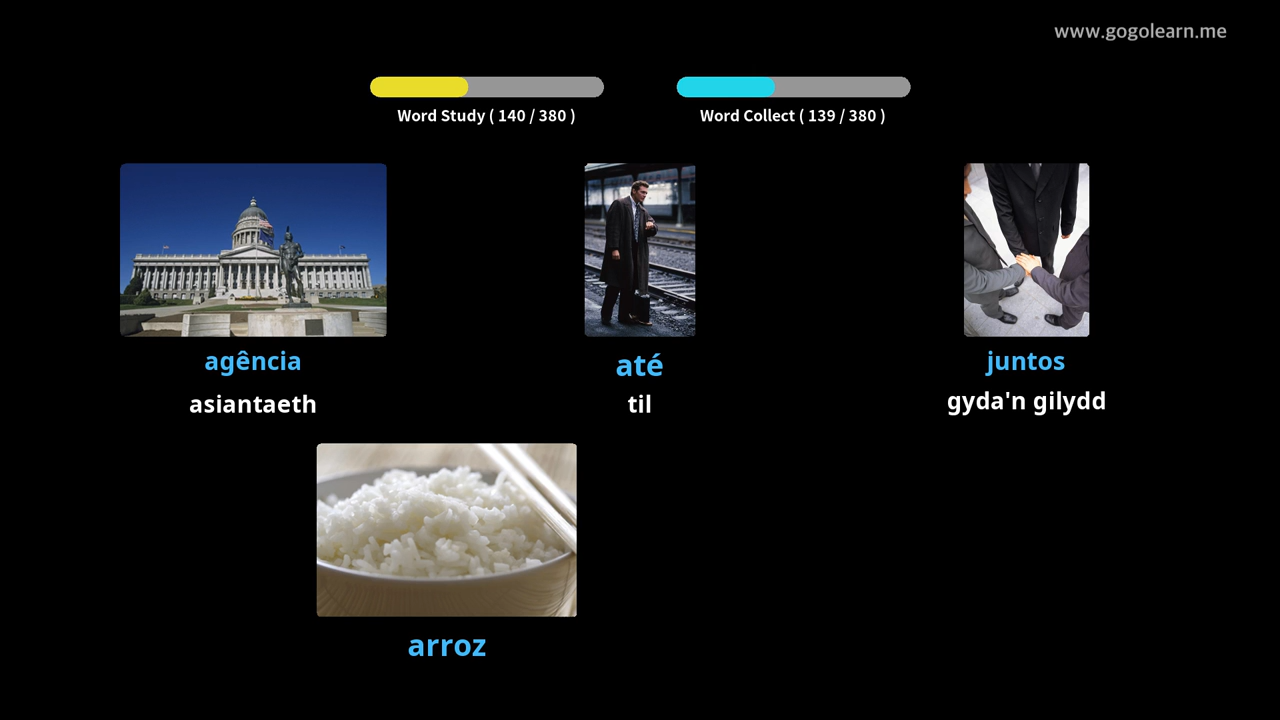 www.gogolearn.me
Word Study ( 140 / 380 )
Word Collect ( 139 / 380 )
agência
até
juntos
asiantaeth
til
gyda'n gilydd
arroz